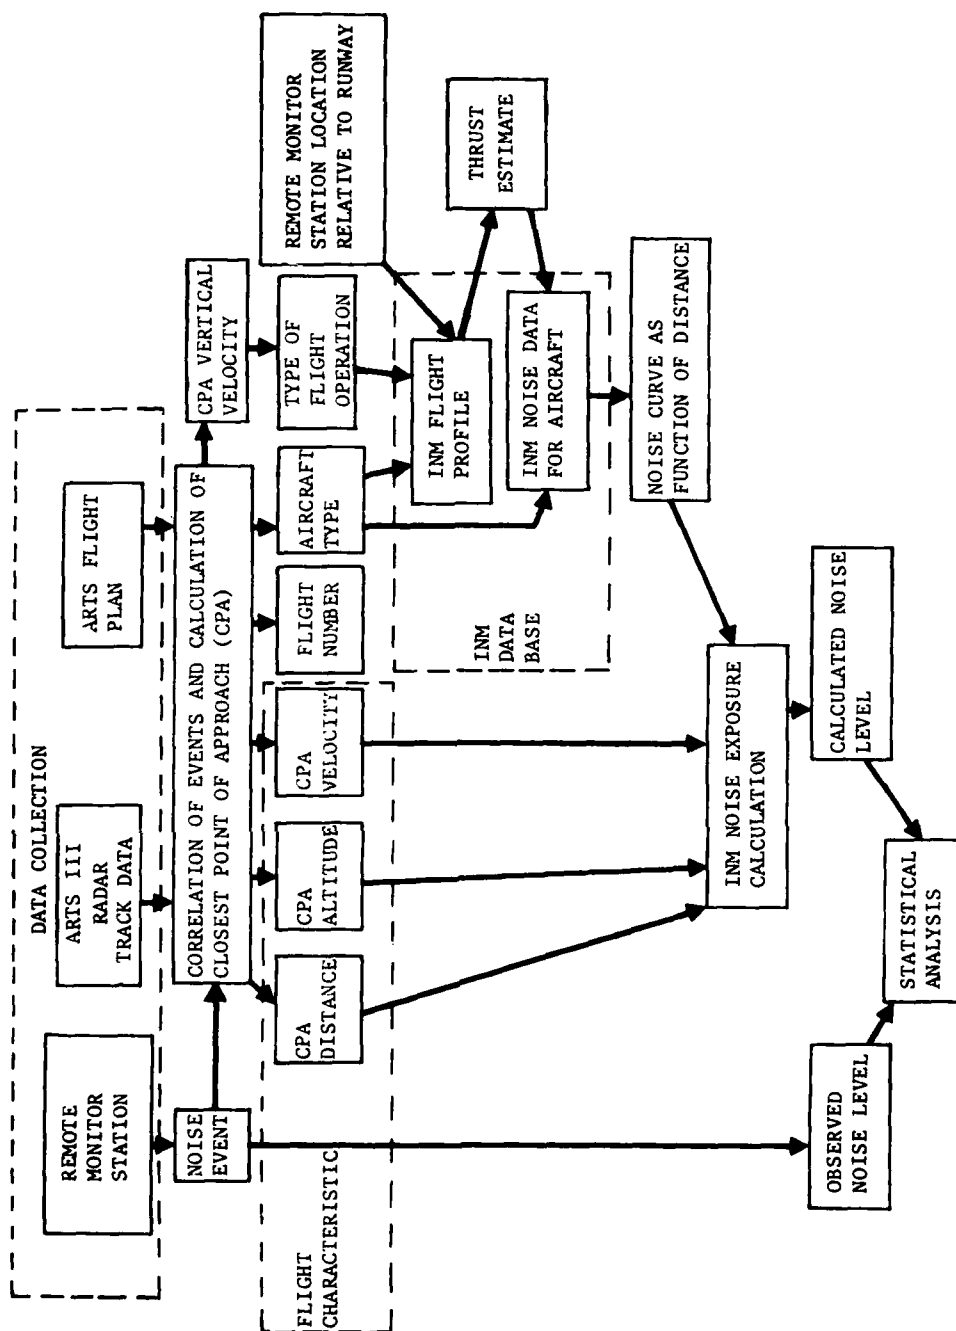 DATA COLLECTION
REMOTE
MONITOR
STATION
ARTS III
RADAR
TRACK DATA
ARTS FLIGHT
PLAN
NOISE
EVENT
CORRELATION OF EVENTS AND CALCULATION OF
CLOSEST POINT OF APPROACH (CPA)
CPA VERTICAL
VELOCITY
REMOTE MONITOR
STATION LOCATION
RELATIVE TO RUNWAY
FLIGHT
CHARACTERISTIC
CPA
DISTANCE
CPA
ALTITUDE
CPA
VELOCITY
FLIGHT
NUMBER
AIRCRAFT
TYPE
TYPE OF
FLIGHT
OPERATION
INM
DATA
BASE
INM FLIGHT
PROFILE
THRUST
ESTIMATE
INM NOISE DATA
FOR AIRCRAFT
NOISE CURVE AS
FUNCTION OF DISTANCE
INM NOISE EXPOSURE
CALCULATION
OBSERVED
NOISE LEVEL
CALCULATED NOISE
LEVEL
STATISTICAL
ANALYSIS